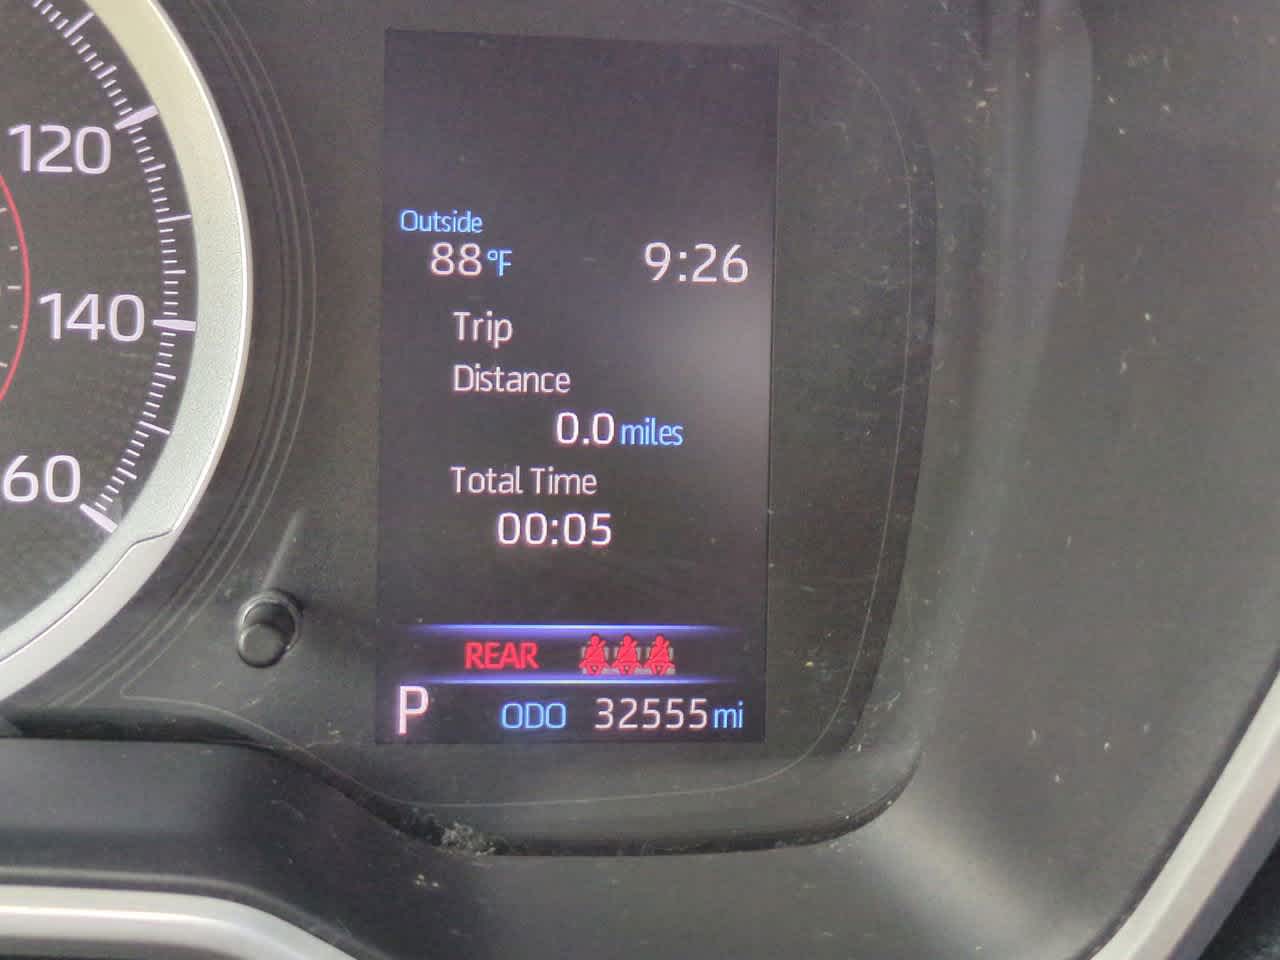 120
140
60
Outside
88°F 9:26
Trip
Distance
0.0 miles
Total Time
00:05
REAR
P ODO 32555 mi